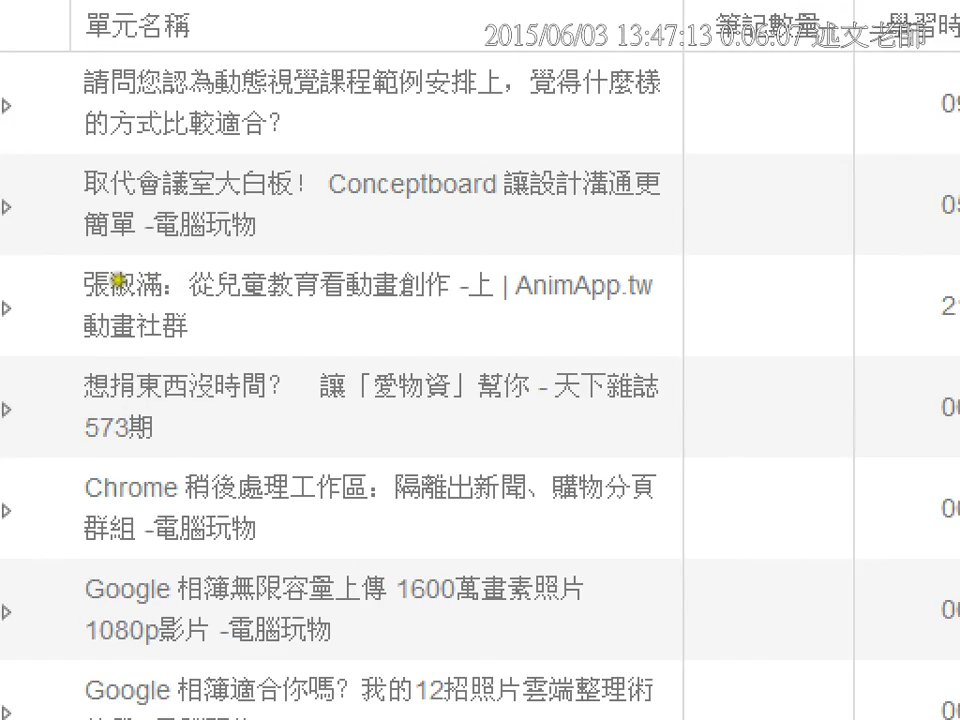 單元名稱
筆記數量
2015/06/03 13:47:13 0:06:07 述文老師
請問您認為動態視覺課程範例安排上，覺得什麼樣
的方式比較適合？
取代會議室大白板！ Conceptboard 讓設計溝通更
簡單 -電腦玩物
張淑滿：從兒童教育看動畫創作 -上 | AnimApp.tw
動畫社群
想捐東西沒時間？ 讓「愛物資」幫你 - 天下雜誌
573期
Chrome 稍後處理工作區：隔離出新聞、購物分頁
群組 -電腦玩物
Google 相簿無限容量上傳 1600萬畫素照片
1080p影片 -電腦玩物
Google 相簿適合你嗎？我的12招照片雲端整理術